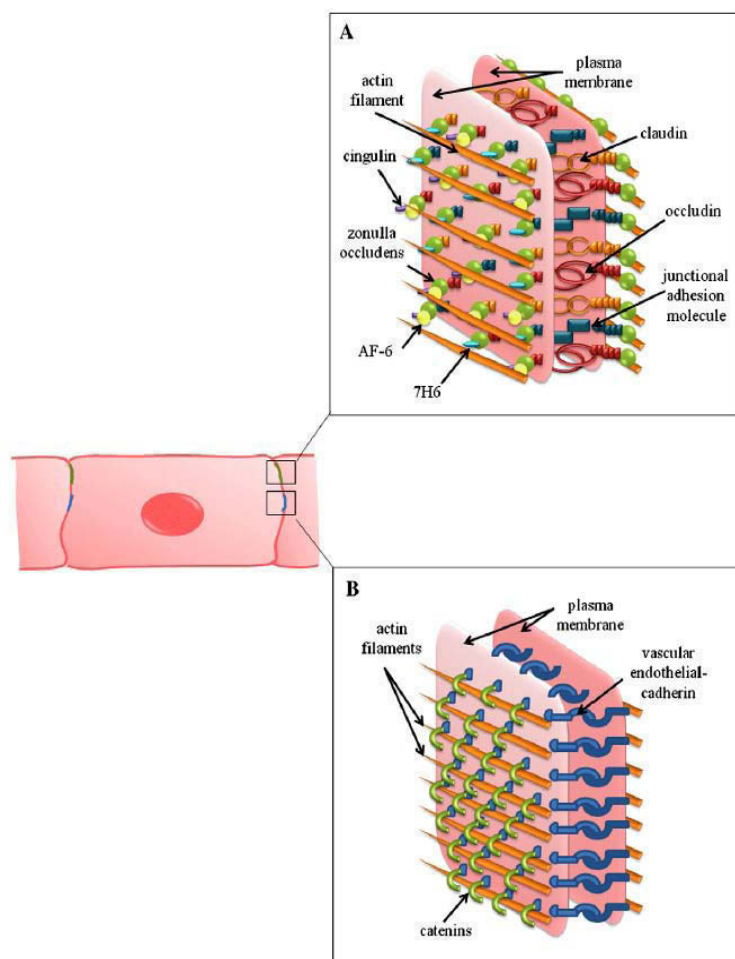 A
plasma
membrane
actin
filament
claudin
cingulin
occludin
zonulla
occludens
junctional
adhesion
molecule
AF-6
7H6
B
plasma
membrane
actin
filaments
vascular
endothelial-
cadherin
catenins